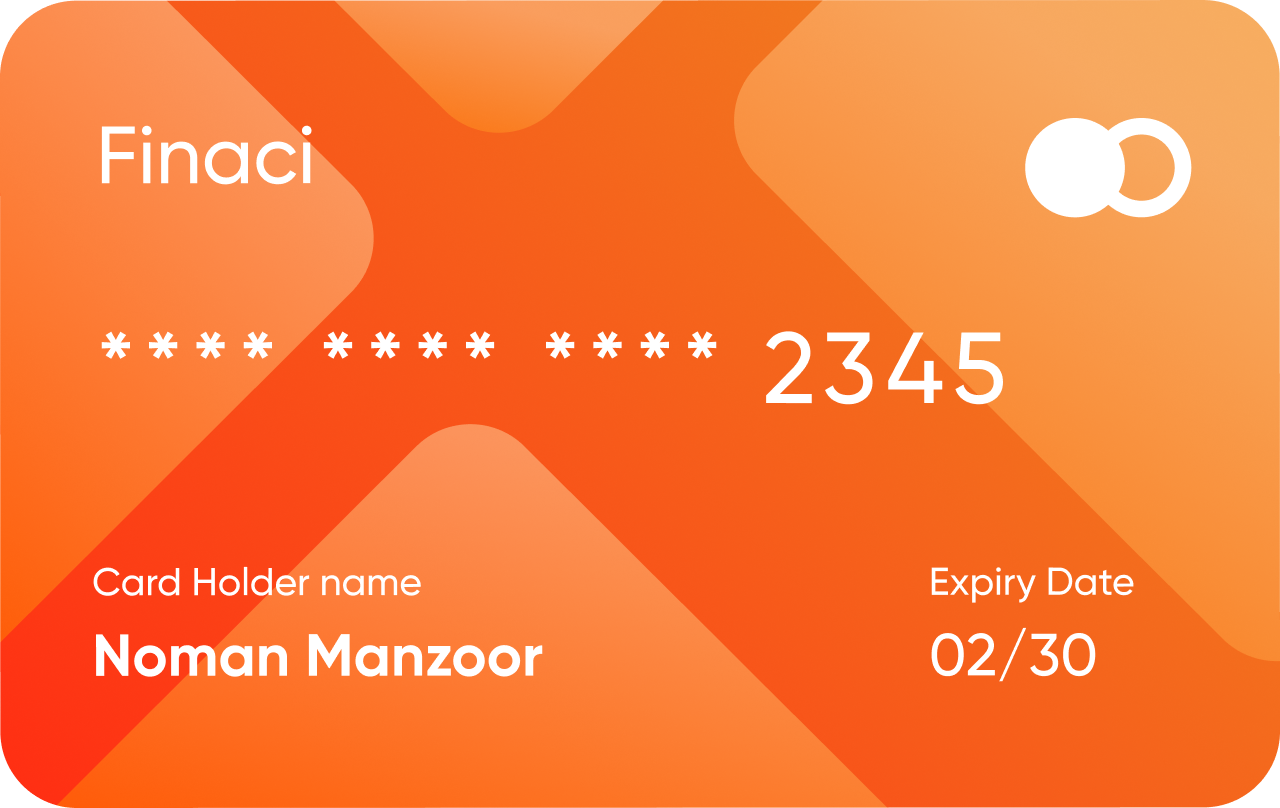 Finaci
**** **** **** 2345
Card Holder name
Expiry Date
Noman Manzoor
02/30